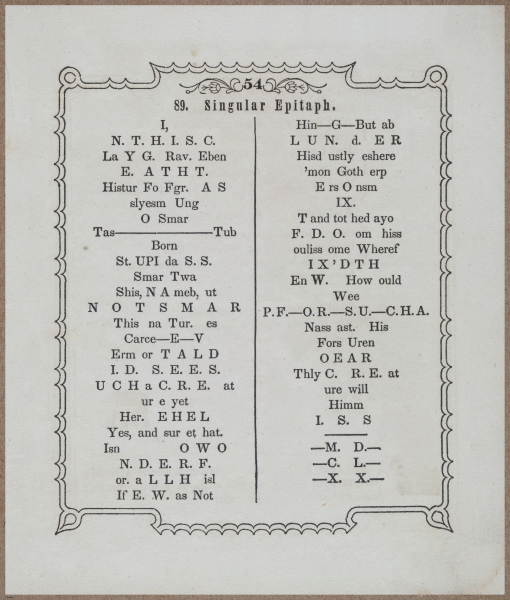 54
89. Singular Epitaph.
I,
N. T. H. I. S. C.
La Y G. Rav. Eben
E. A T H T.
Histur Fo Fgr. A S
slyesm Ung
O Smar
Tas————Tub
Born
St. UPI da S. S.
Smar Twa
Shis, N A meb, ut
N O T S M A R
This na Tur. es
Carce—E—V
Erm or T A L D
I. D. S. E. E. S.
U C H a C. R. E. at
ur e yet
Her. E H E L
Yes, and sur et hat.
Isn O W O
N. D. E. R. F.
or. a L L H isl
If E. W. as Not
Hin—G—But ab
L U N. d. E R
Hisd ustly eshere
'mon Goth erp
E rs O nsm
IX.
T and tot hed ayo
F. D. O. om hiss
ouliss ome Wheref
I X' D T H
En W. How ould
Wee
P. F.—O. R.—S. U.—C. H. A.
Nass ast. His
Fors Uren
O E A R
Thly C. R. E. at
ure will
Himm
I. S. S
—M. D.—
—C. L.—
—X. X.—